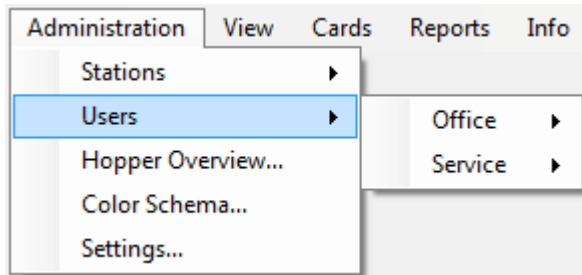 Administration View Cards Reports Info
Stations
Users
Office
Hopper Overview...
Service
Color Schema...
Settings...